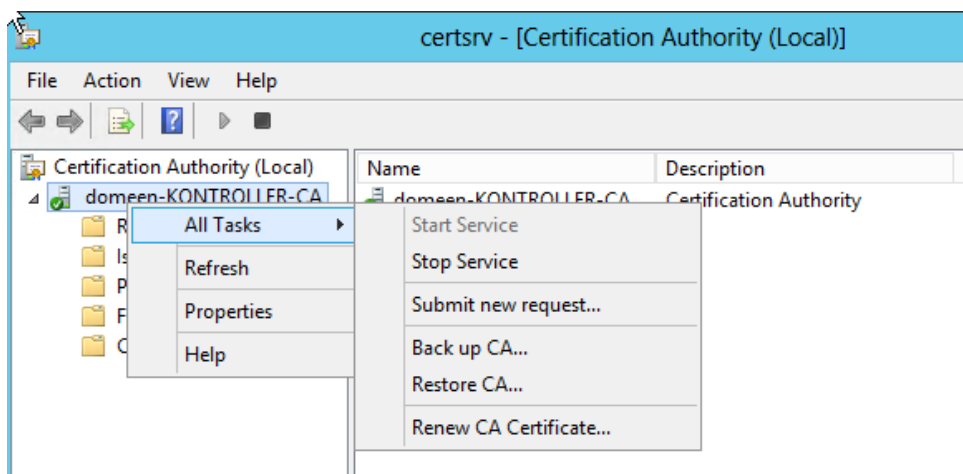 certsrv - [Certification Authority (Local)]
File Action View Help
Certification Authority (Local)
domeen-KONTROLLER-CA
All Tasks
Refresh
Properties
Help
Name Description
domeen-KONTROLLER-CA Certification Authority
Start Service
Stop Service
Submit new request...
Back up CA...
Restore CA...
Renew CA Certificate...